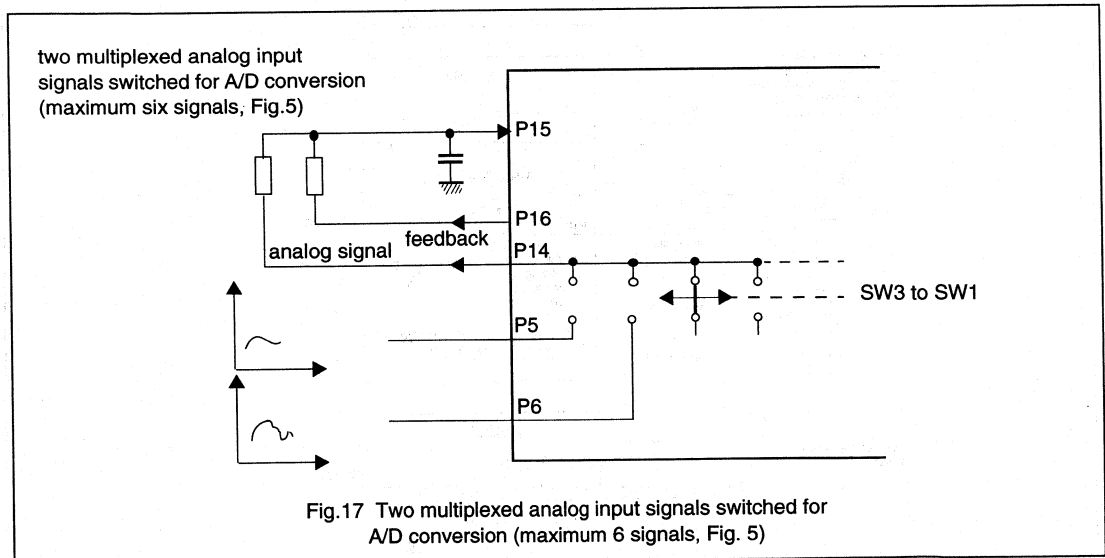 two multiplexed analog input
signals switched for A/D conversion
(maximum six signals, Fig.5)
P15
P16
feedback
analog signal
P14
SW3 to SW1
P5
P6
Fig.17 Two multiplexed analog input signals switched for
A/D conversion (maximum 6 signals, Fig. 5)